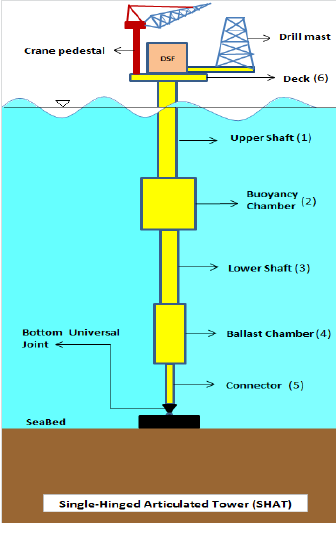 Crane pedestal
Drill mast
DSF
Deck (6)
Upper Shaft (1)
Buoyancy
Chamber (2)
Lower Shaft (3)
Bottom Universal
Joint
Ballast Chamber (4)
Connector (5)
SeaBed
Single-Hinged Articulated Tower (SHAT)